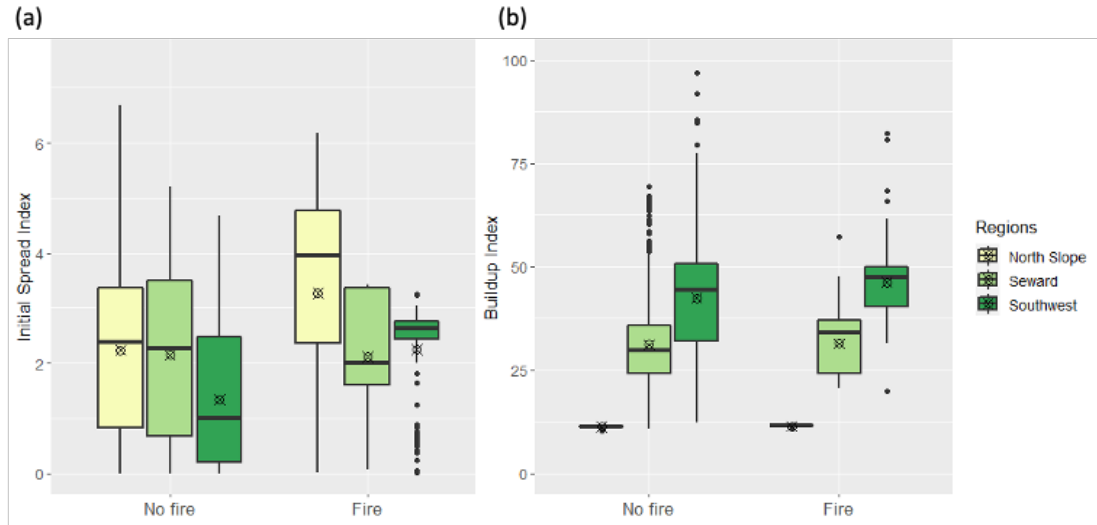 (a)
(b)
Initial Spread Index
6
4
2
0
No fire
Fire
Buildup Index
100
75
50
25
0
No fire
Fire
Regions
North Slope
Seward
Southwest